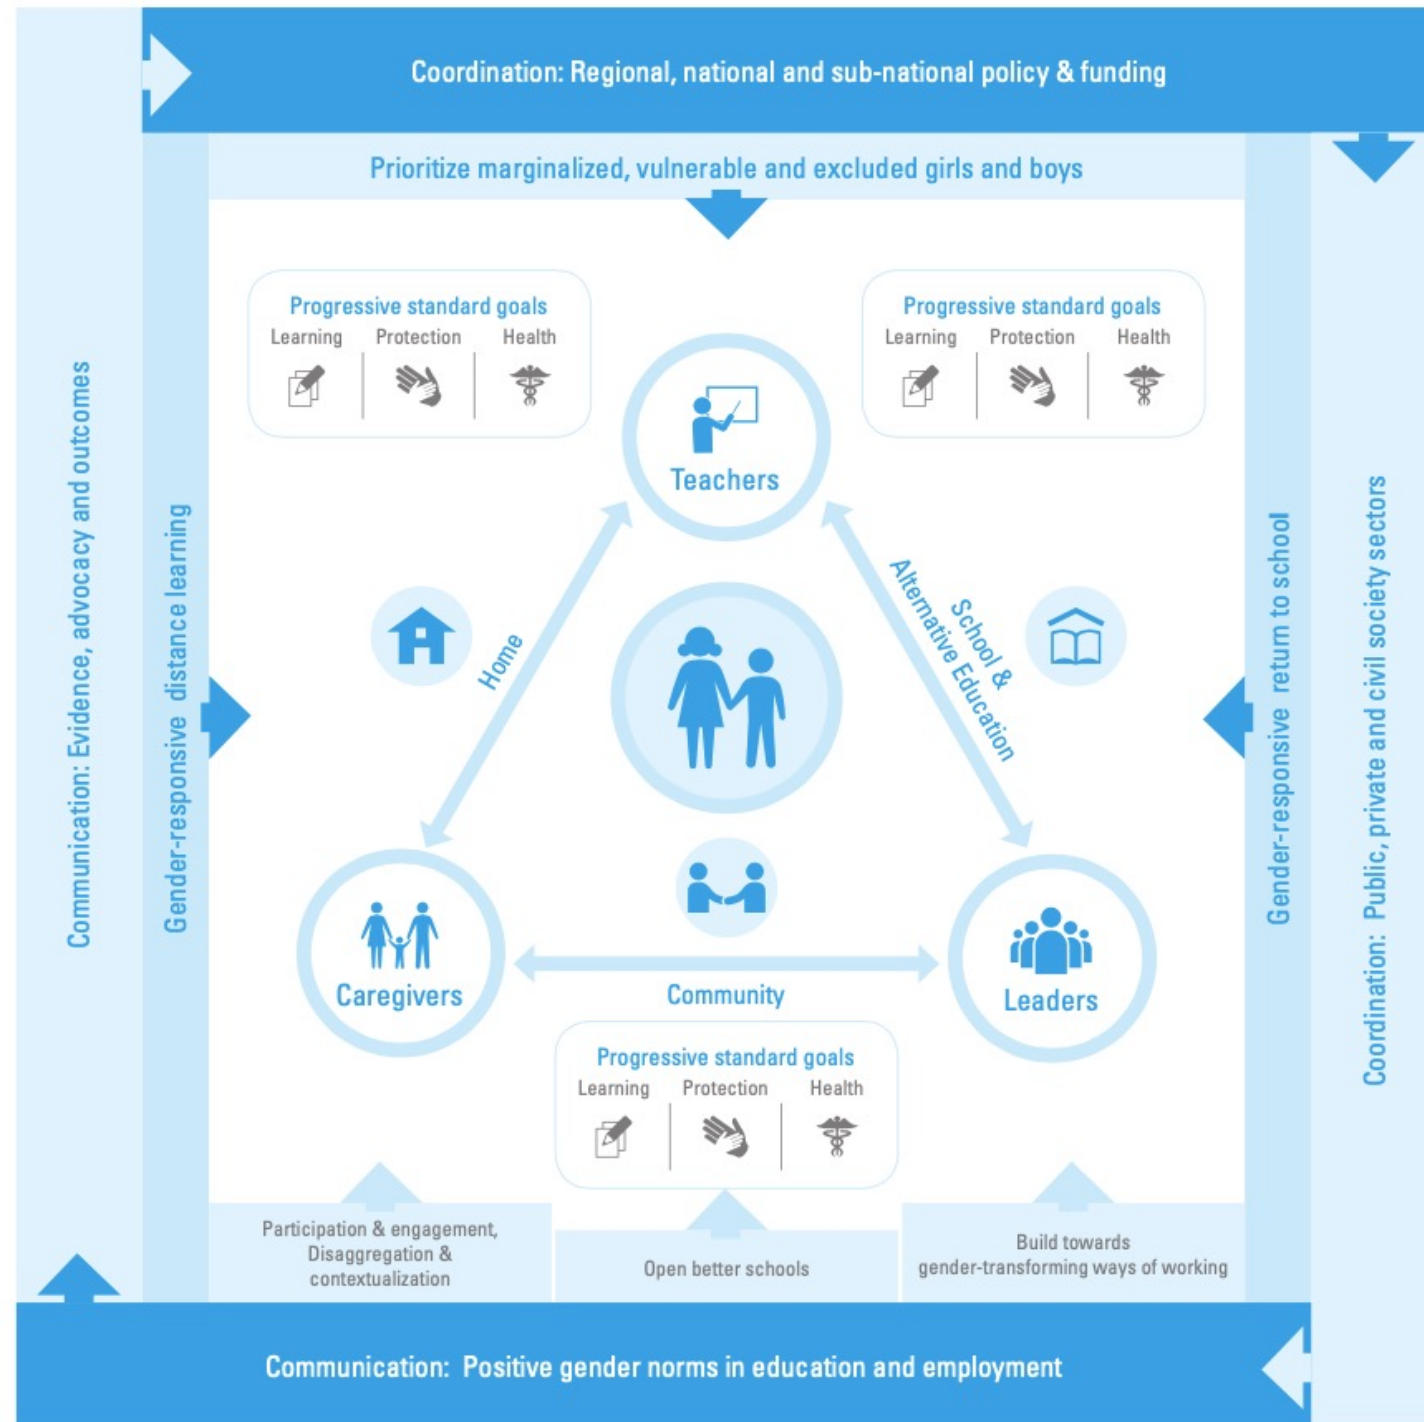 Coordination: Regional, national and sub-national policy & funding
Prioritize marginalized, vulnerable and excluded girls and boys
Communication: Evidence, advocacy and outcomes
Gender-responsive distance learning
Progressive standard goals
Learning
Protection
Health
Progressive standard goals
Learning
Protection
Health
Teachers
Home
School &
Alternative Education
Caregivers
Community
Leaders
Progressive standard goals
Learning
Protection
Health
Gender-responsive return to school
Coordination: Public, private and civil society sectors
Participation & engagement,
Disaggregation &
contextualization
Open better schools
Build towards
gender-transforming ways of working
Communication: Positive gender norms in education and employment